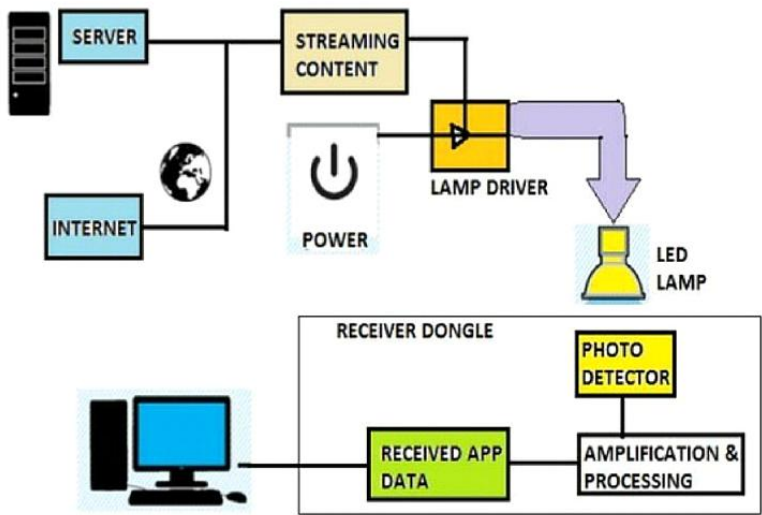 SERVER
STREAMING
CONTENT
INTERNET
POWER
LAMP DRIVER
LED
LAMP
RECEIVER DONGLE
PHOTO
DETECTOR
RECEIVED APP
DATA
AMPLIFICATION &
PROCESSING